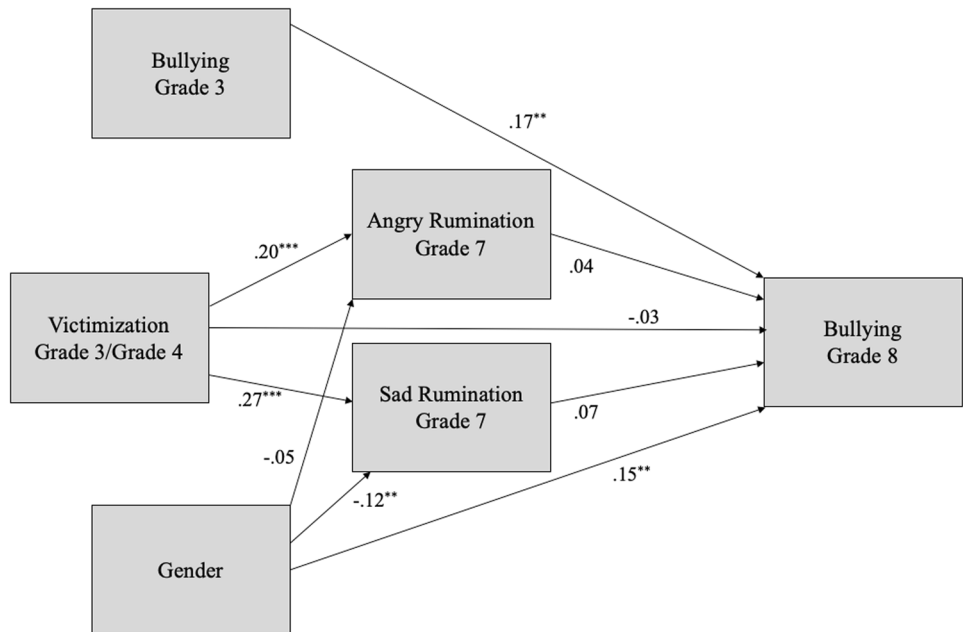 Bullying
Grade 3
.17**
Angry Rumination
Grade 7
.20***
.04
Victimization
Grade 3/Grade 4
-.03
Bullying
Grade 8
Sad Rumination
Grade 7
.27***
.07
-.05
-.12**
.15**
Gender